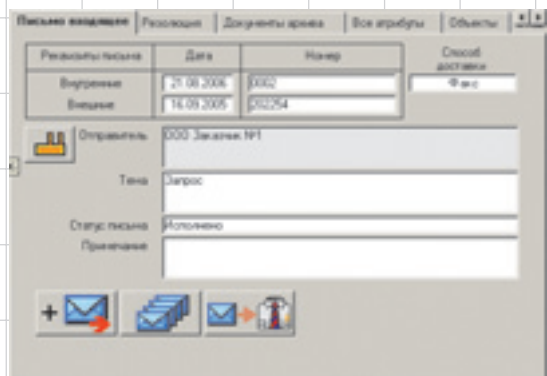 Письмо входящее Резолюция Документы архива Все атрибуты Объекты
Реквизиты письма Дата Номер Способ доставки
Внутренние 21.08.2006 0002 Факс
Внешние 16.09.2005 202254
Отправитель ООО Заказчик №1
Тема Запрос
Статус письма Исполнено
Примечание